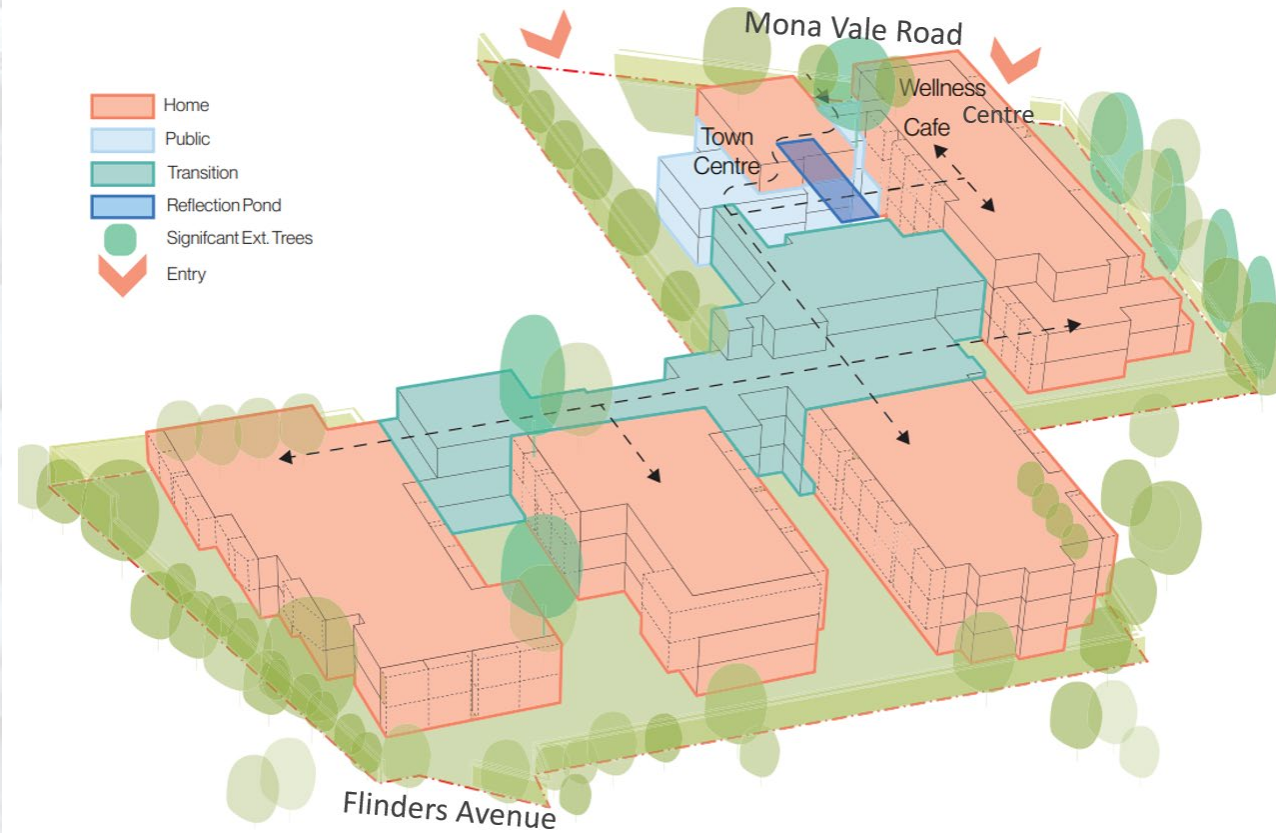 Mona Vale Road
Home
Public
Transition
Reflection Pond
Signifcant Ext. Trees
Entry
Wellness
Centre
Cafe
Town
Centre
Flinders Avenue